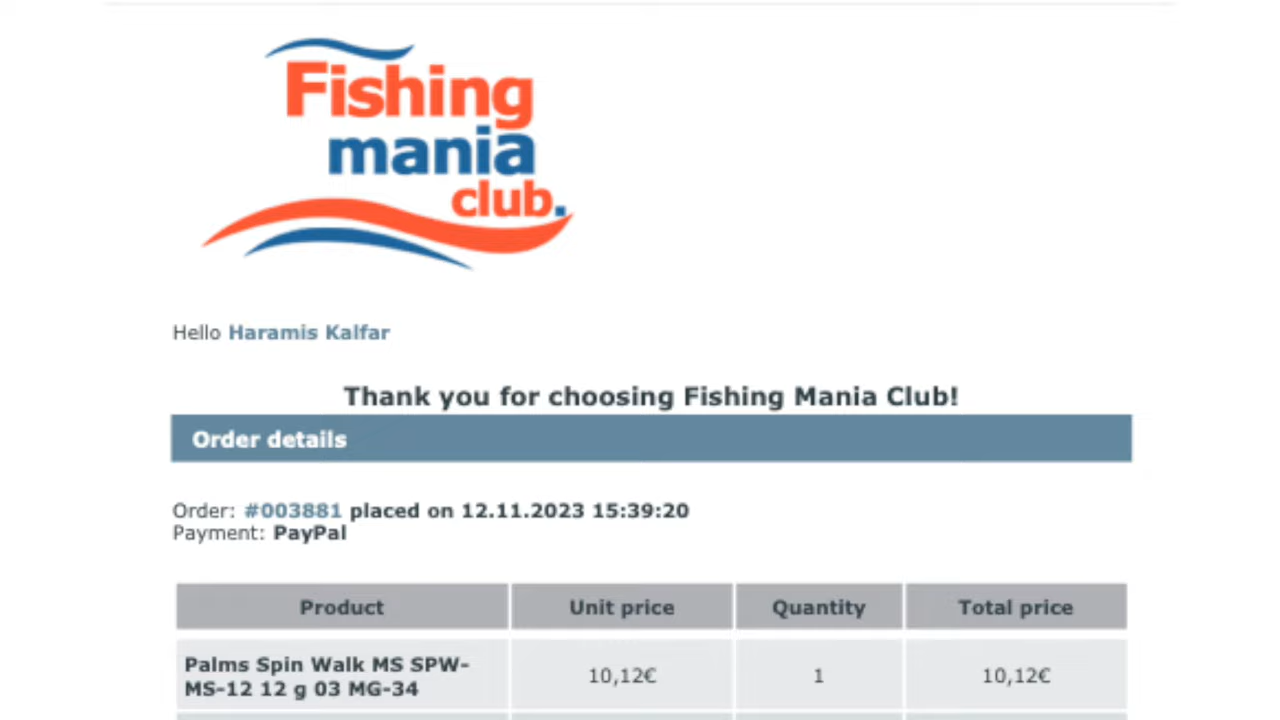 Fishing
mania
club.
Hello Haramis Kalfar
Thank you for choosing Fishing Mania Club!
Order details
Order: #003881 placed on 12.11.2023 15:39:20
Payment: PayPal
Product Unit price Quantity Total price
Palms Spin Walk MS SPW- 10,12€ 1 10,12€
MS-12 12 g 03 MG-34